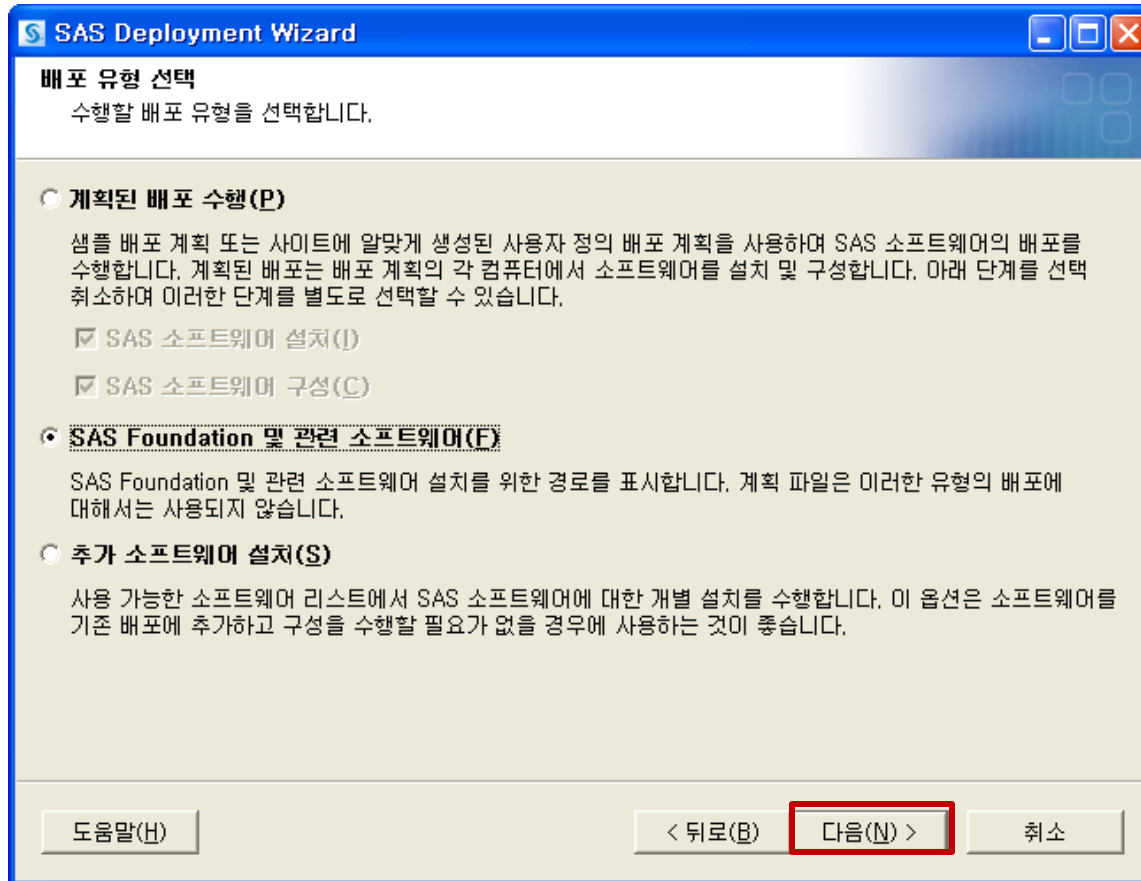 SAS Deployment Wizard
배포 유형 선택
수행할 배포 유형을 선택합니다.
계획된 배포 수행(P)
샘플 배포 계획 또는 사이트에 알맞게 생성된 사용자 정의 배포 계획을 사용하여 SAS 소프트웨어의 배포를
수행합니다. 계획된 배포는 배포 계획의 각 컴퓨터에서 소프트웨어를 설치 및 구성합니다. 아래 단계를 선택
취소하여 이러한 단계를 별도로 선택할 수 있습니다.
SAS 소프트웨어 설치(I)
SAS 소프트웨어 구성(C)
SAS Foundation 및 관련 소프트웨어(F)
SAS Foundation 및 관련 소프트웨어 설치를 위한 경로를 표시합니다. 계획 파일은 이러한 유형의 배포에
대해서는 사용되지 않습니다.
추가 소프트웨어 설치(S)
사용 가능한 소프트웨어 리스트에서 SAS 소프트웨어에 대한 개별 설치를 수행합니다. 이 옵션은 소프트웨어를
기존 배포에 추가하고 구성을 수행할 필요가 없을 경우에 사용하는 것이 좋습니다.
도움말(H) < 뒤로(B) 다음(N) > 취소